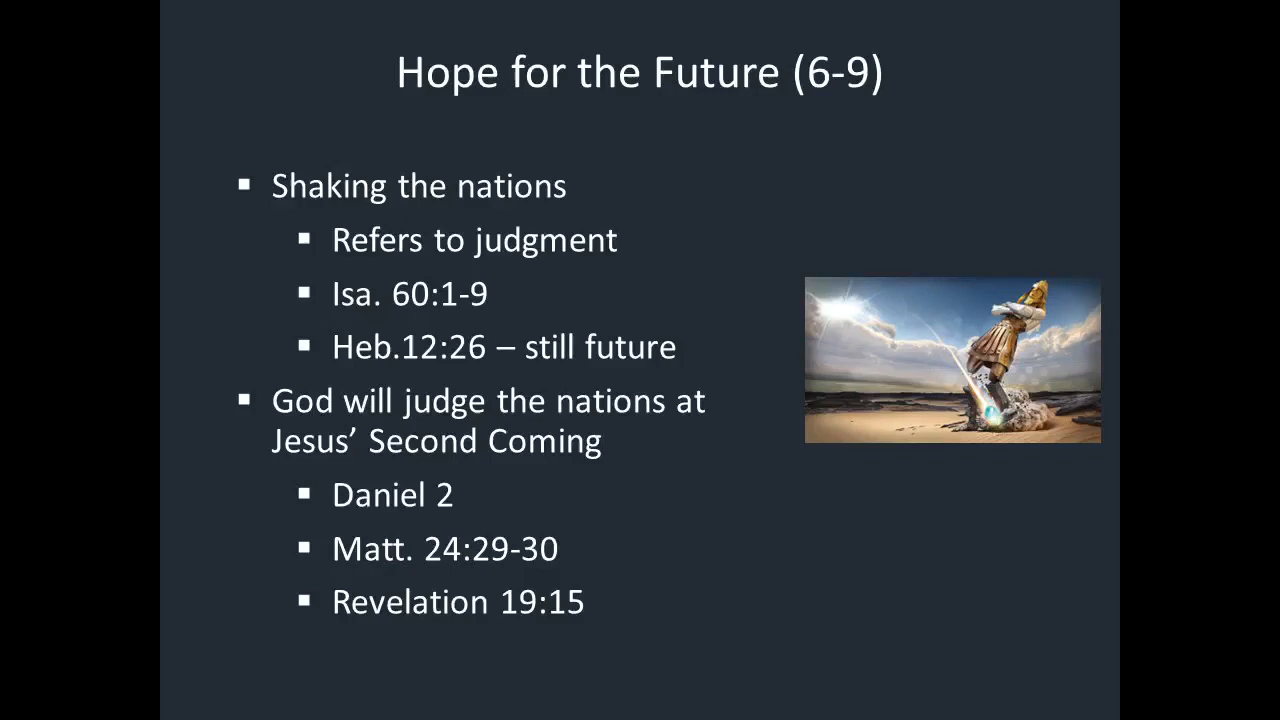 Hope for the Future (6-9)
▪ Shaking the nations
▪ Refers to judgment
▪ Isa. 60:1-9
▪ Heb.12:26 – still future
▪ God will judge the nations at
Jesus’ Second Coming
▪ Daniel 2
▪ Matt. 24:29-30
▪ Revelation 19:15